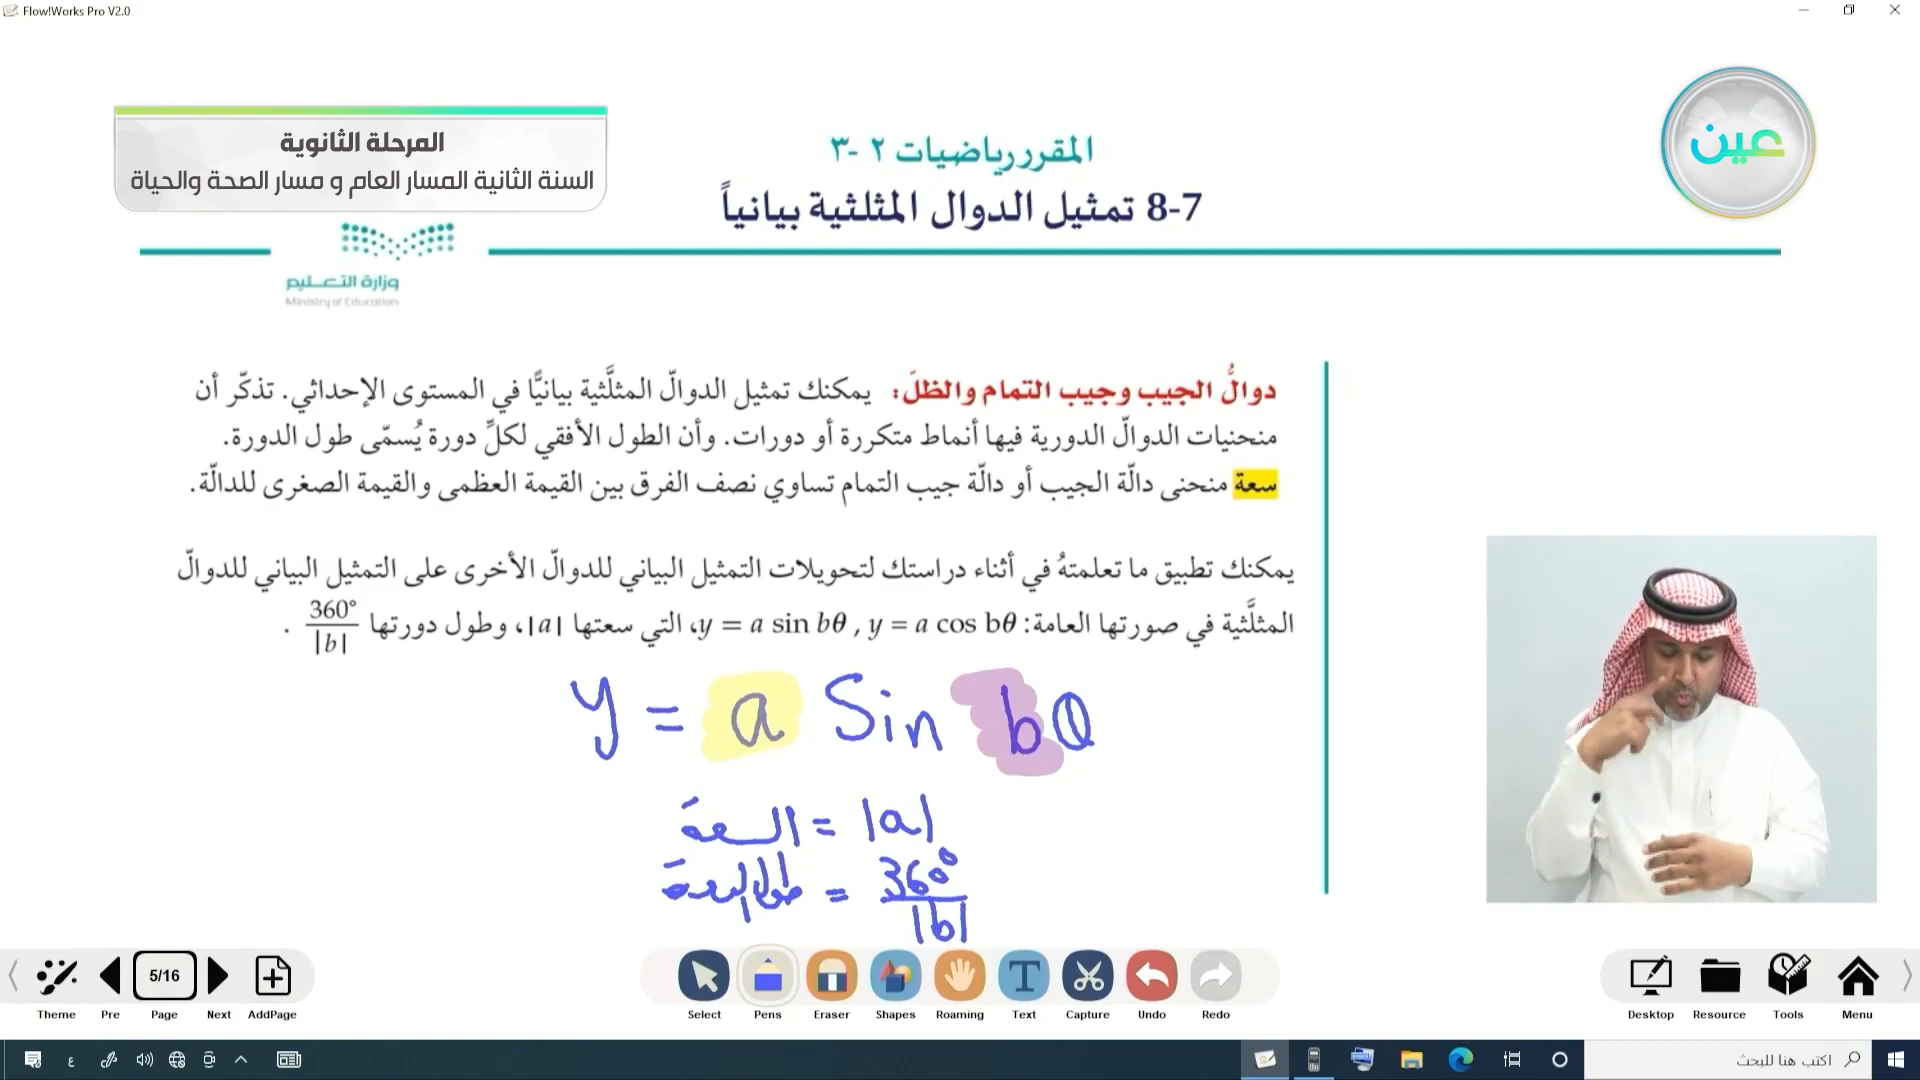 Flow!Works Pro V2.0
عين
المرحلة الثانوية
السنة الثانية المسار العام و مسار الصحة والحياة
المقرر رياضيات ٢ -٣
8-7 تمثيل الدوال المثلثية بيانياً
وزارة التعليم
Ministry of Education
دوالُّ الجيب وجيب التمام والظلّ: يمكنك تمثيل الدوالّ المثلَّثية بيانيًّا في المستوى الإحداثي. تذكّر أن
منحنيات الدوالّ الدورية فيها أنماط متكررة أو دورات. وأن الطول الأفقي لكلِّ دورة يُسمّى طول الدورة.
سعة منحنى دالّة الجيب أو دالّة جيب التمام تساوي نصف الفرق بين القيمة العظمى والقيمة الصغرى للدالّة.
يمكنك تطبيق ما تعلمتهُ في أثناء دراستك لتحويلات التمثيل البياني للدوالّ الأخرى على التمثيل البياني للدوالّ
المثلَّثية في صورتها العامة: y = a sin bθ , y = a cos bθ، التي سعتها |a|، وطول دورتها 360°/|b| .
y = a Sin bθ
السعة = |a|
طول الدورة = 360°/|b|
Theme
Pre
5/16
Page
Next
AddPage
Select
Pens
Eraser
Shapes
Roaming
T
Text
Capture
Undo
Redo
Desktop
Resource
Tools
Menu
ع
اكتب هنا للبحث